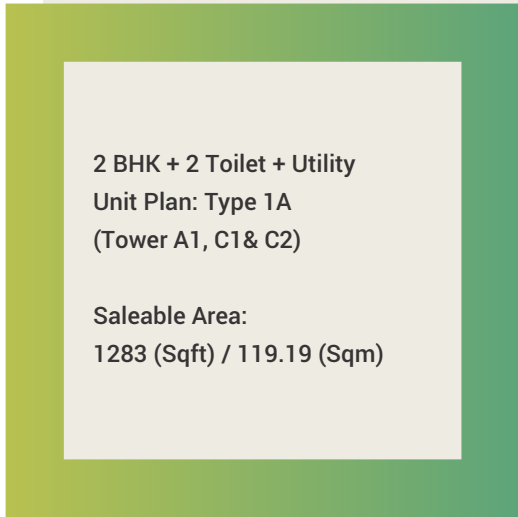 2 BHK + 2 Toilet + Utility
Unit Plan: Type 1A
(Tower A1, C1& C2)
Saleable Area:
1283 (Sqft) / 119.19 (Sqm)